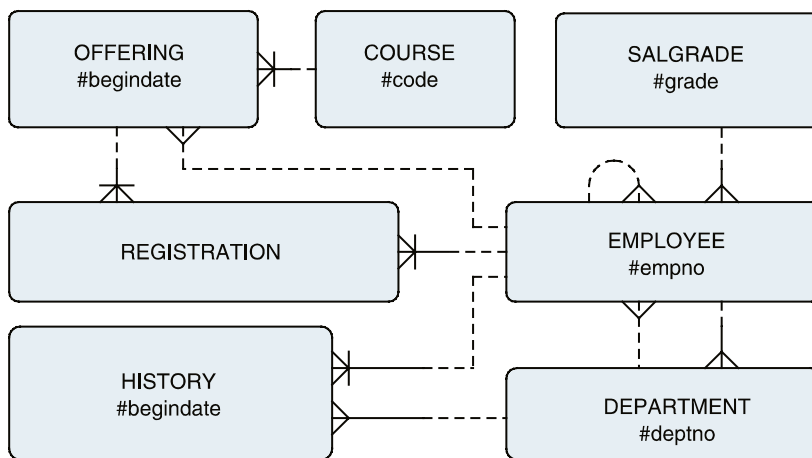 OFFERING
#begindate
COURSE
#code
SALGRADE
#grade
REGISTRATION
EMPLOYEE
#empno
HISTORY
#begindate
DEPARTMENT
#deptno